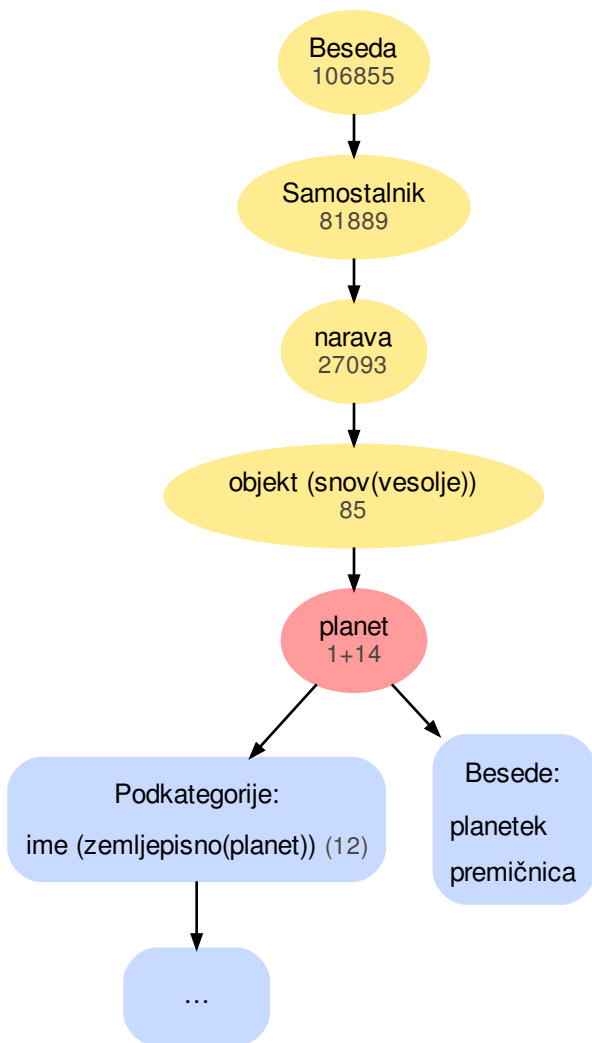 Beseda
106855
Samostalnik
81889
narava
27093
objekt (snov(vesolje))
85
planet
1+14
Podkategorije:
ime (zemljepisno(planet)) (12)
Besede:
planetek
premičnica
...